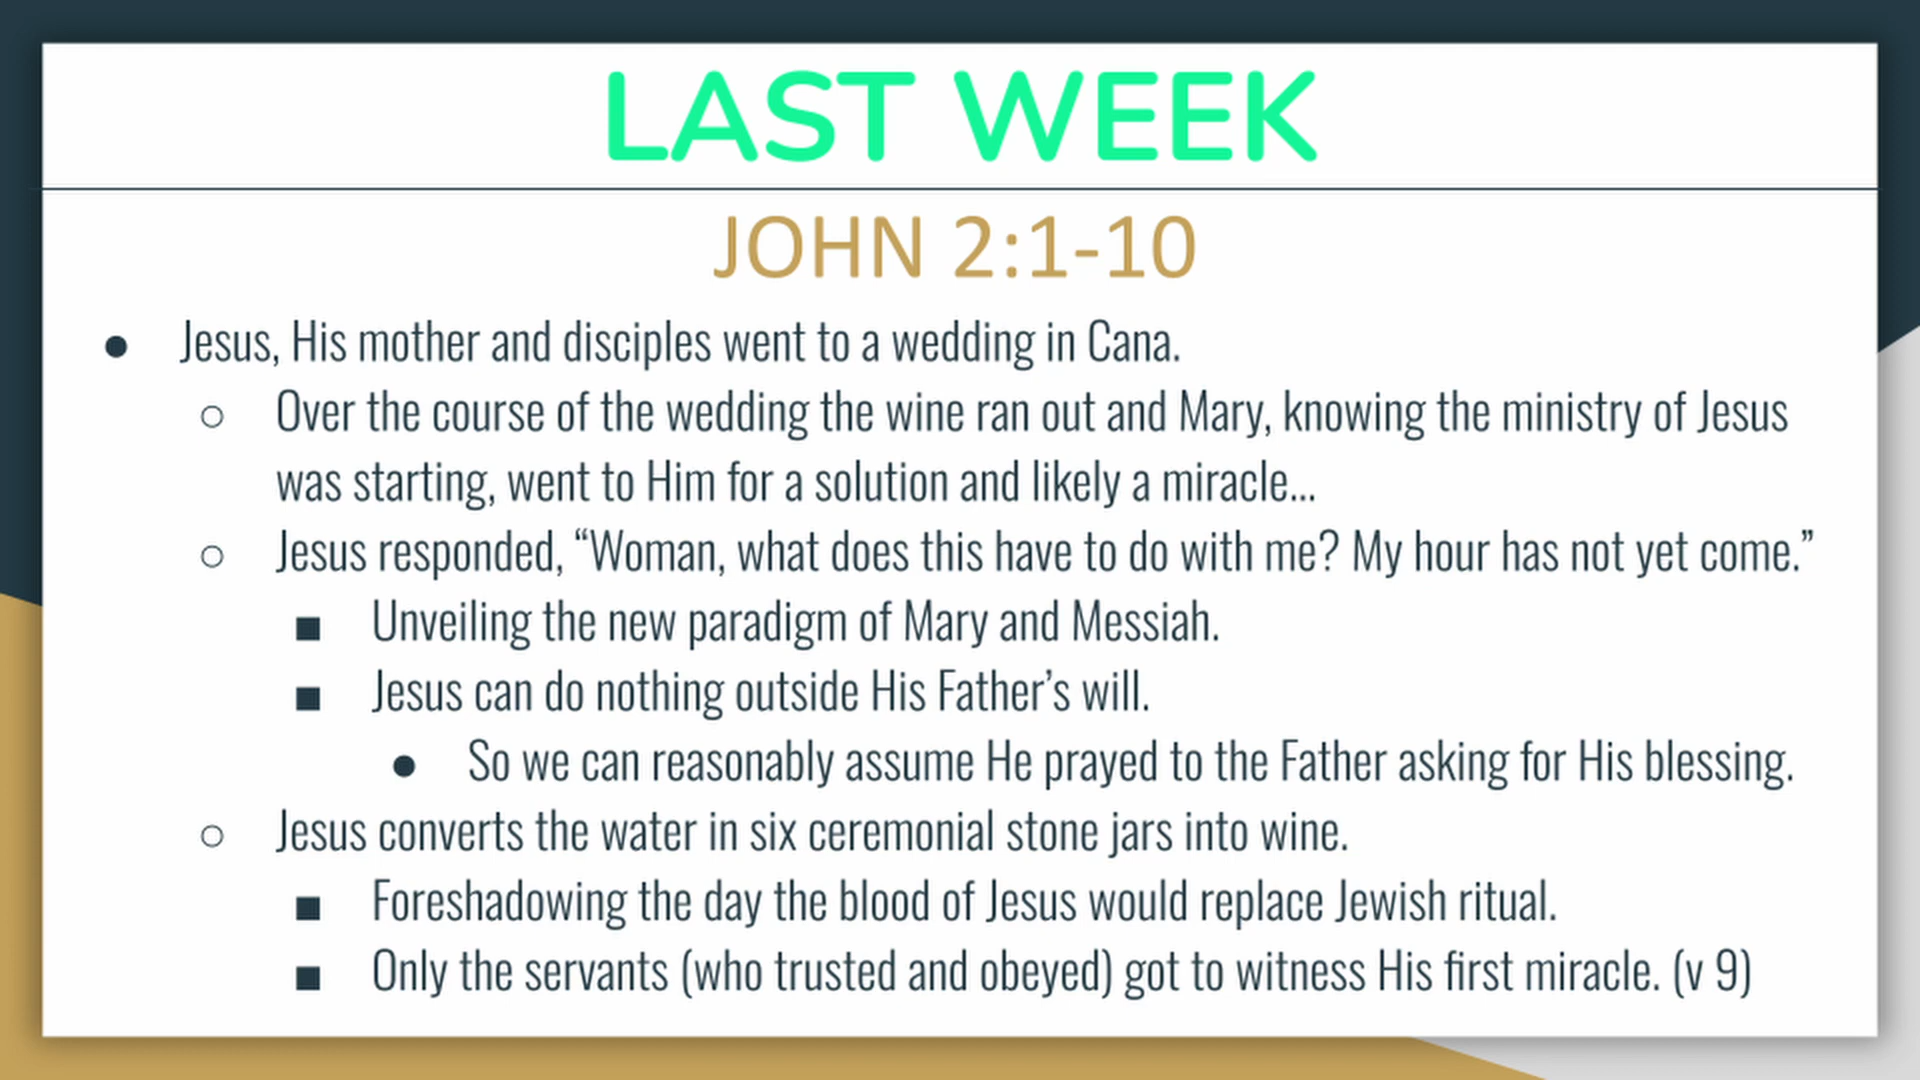 LAST WEEK
JOHN 2:1-10
● Jesus, His mother and disciples went to a wedding in Cana.
○ Over the course of the wedding the wine ran out and Mary, knowing the ministry of Jesus
was starting, went to Him for a solution and likely a miracle...
○ Jesus responded, “Woman, what does this have to do with me? My hour has not yet come.”
■ Unveiling the new paradigm of Mary and Messiah.
■ Jesus can do nothing outside His Father’s will.
● So we can reasonably assume He prayed to the Father asking for His blessing.
○ Jesus converts the water in six ceremonial stone jars into wine.
■ Foreshadowing the day the blood of Jesus would replace Jewish ritual.
■ Only the servants (who trusted and obeyed) got to witness His first miracle. (v 9)